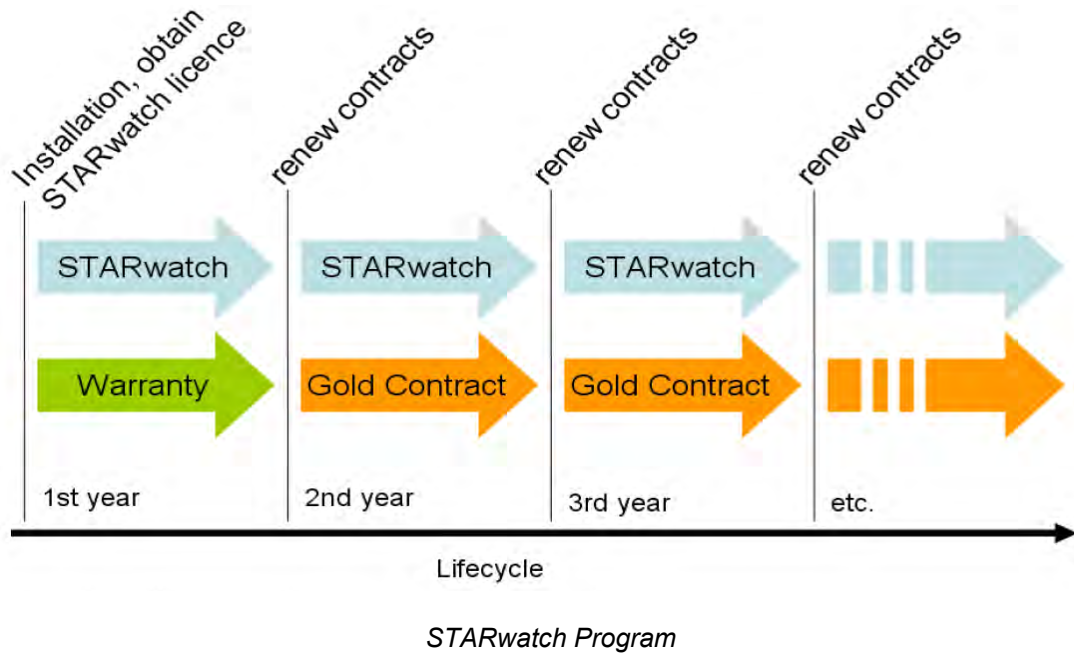 Installation, obtain
STARwatch licence
renew contracts
renew contracts
renew contracts
STARwatch
STARwatch
STARwatch
Warranty
Gold Contract
Gold Contract
1st year
2nd year
3rd year
etc.
Lifecycle
STARwatch Program